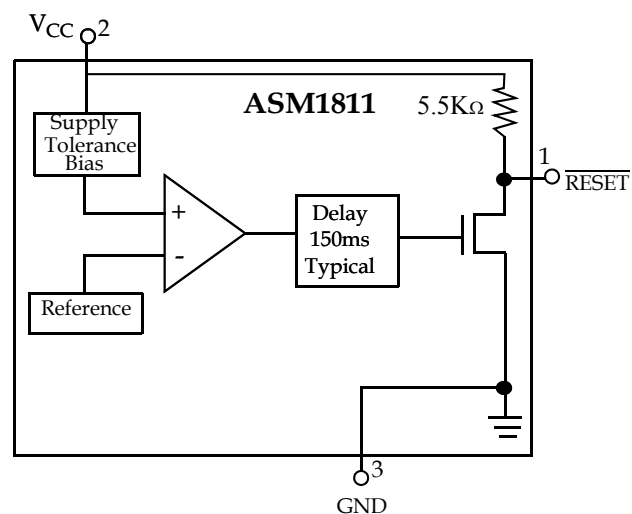 VCC 2
ASM1811
5.5KΩ
Supply
Tolerance
Bias
1
RESET
+
-
Delay
150ms
Typical
Reference
3
GND